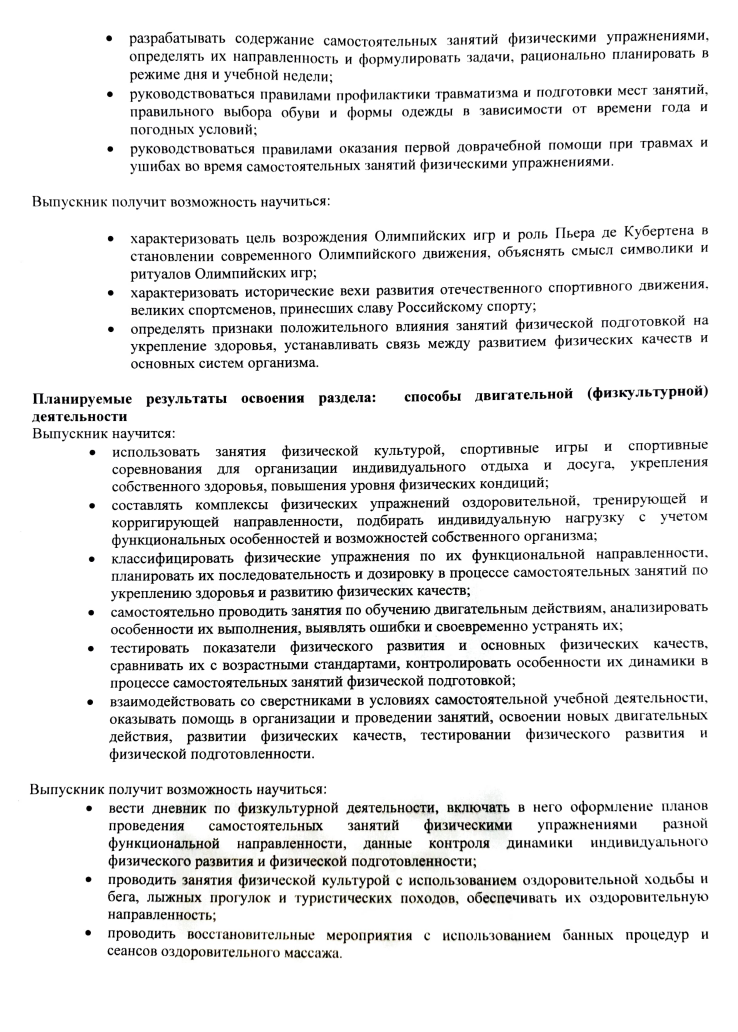 • разрабатывать содержание самостоятельных занятий физическими упражнениями,
определять их направленность и формулировать задачи, рационально планировать в
режиме дня и учебной недели;
• руководствоваться правилами профилактики травматизма и подготовки мест занятий,
правильного выбора обуви и формы одежды в зависимости от времени года и
погодных условий;
• руководствоваться правилами оказания первой доврачебной помощи при травмах и
ушибах во время самостоятельных занятий физическими упражнениями.
Выпускник получит возможность научиться:
• характеризовать цель возрождения Олимпийских игр и роль Пьера де Кубертена в
становлении современного Олимпийского движения, объяснять смысл символики и
ритуалов Олимпийских игр;
• характеризовать исторические вехи развития отечественного спортивного движения,
великих спортсменов, принесших славу Российскому спорту;
• определять признаки положительного влияния занятий физической подготовкой на
укрепление здоровья, устанавливать связь между развитием физических качеств и
основных систем организма.
Планируемые результаты освоения раздела: способы двигательной (физкультурной)
деятельности
Выпускник научится:
• использовать занятия физической культурой, спортивные игры и спортивные
соревнования для организации индивидуального отдыха и досуга, укрепления
собственного здоровья, повышения уровня физических кондиций;
• составлять комплексы физических упражнений оздоровительной, тренирующей и
корригирующей направленности, подбирать индивидуальную нагрузку с учетом
функциональных особенностей и возможностей собственного организма;
• классифицировать физические упражнения по их функциональной направленности,
планировать их последовательность и дозировку в процессе самостоятельных занятий по
укреплению здоровья и развитию физических качеств;
• самостоятельно проводить занятия по обучению двигательным действиям, анализировать
особенности их выполнения, выявлять ошибки и своевременно устранять их;
• тестировать показатели физического развития и основных физических качеств,
сравнивать их с возрастными стандартами, контролировать особенности их динамики в
процессе самостоятельных занятий физической подготовкой;
• взаимодействовать со сверстниками в условиях самостоятельной учебной деятельности,
оказывать помощь в организации и проведении занятий, освоении новых двигательных
действия, развитии физических качеств, тестировании физического развития и
физической подготовленности.
Выпускник получит возможность научиться:
• вести дневник по физкультурной деятельности, включать в него оформление планов
проведения самостоятельных занятий физическими упражнениями разной
функциональной направленности, данные контроля динамики индивидуального
физического развития и физической подготовленности;
• проводить занятия физической культурой с использованием оздоровительной ходьбы и
бега, лыжных прогулок и туристических походов, обеспечивать их оздоровительную
направленность;
• проводить восстановительные мероприятия с использованием банных процедур и
сеансов оздоровительного массажа.